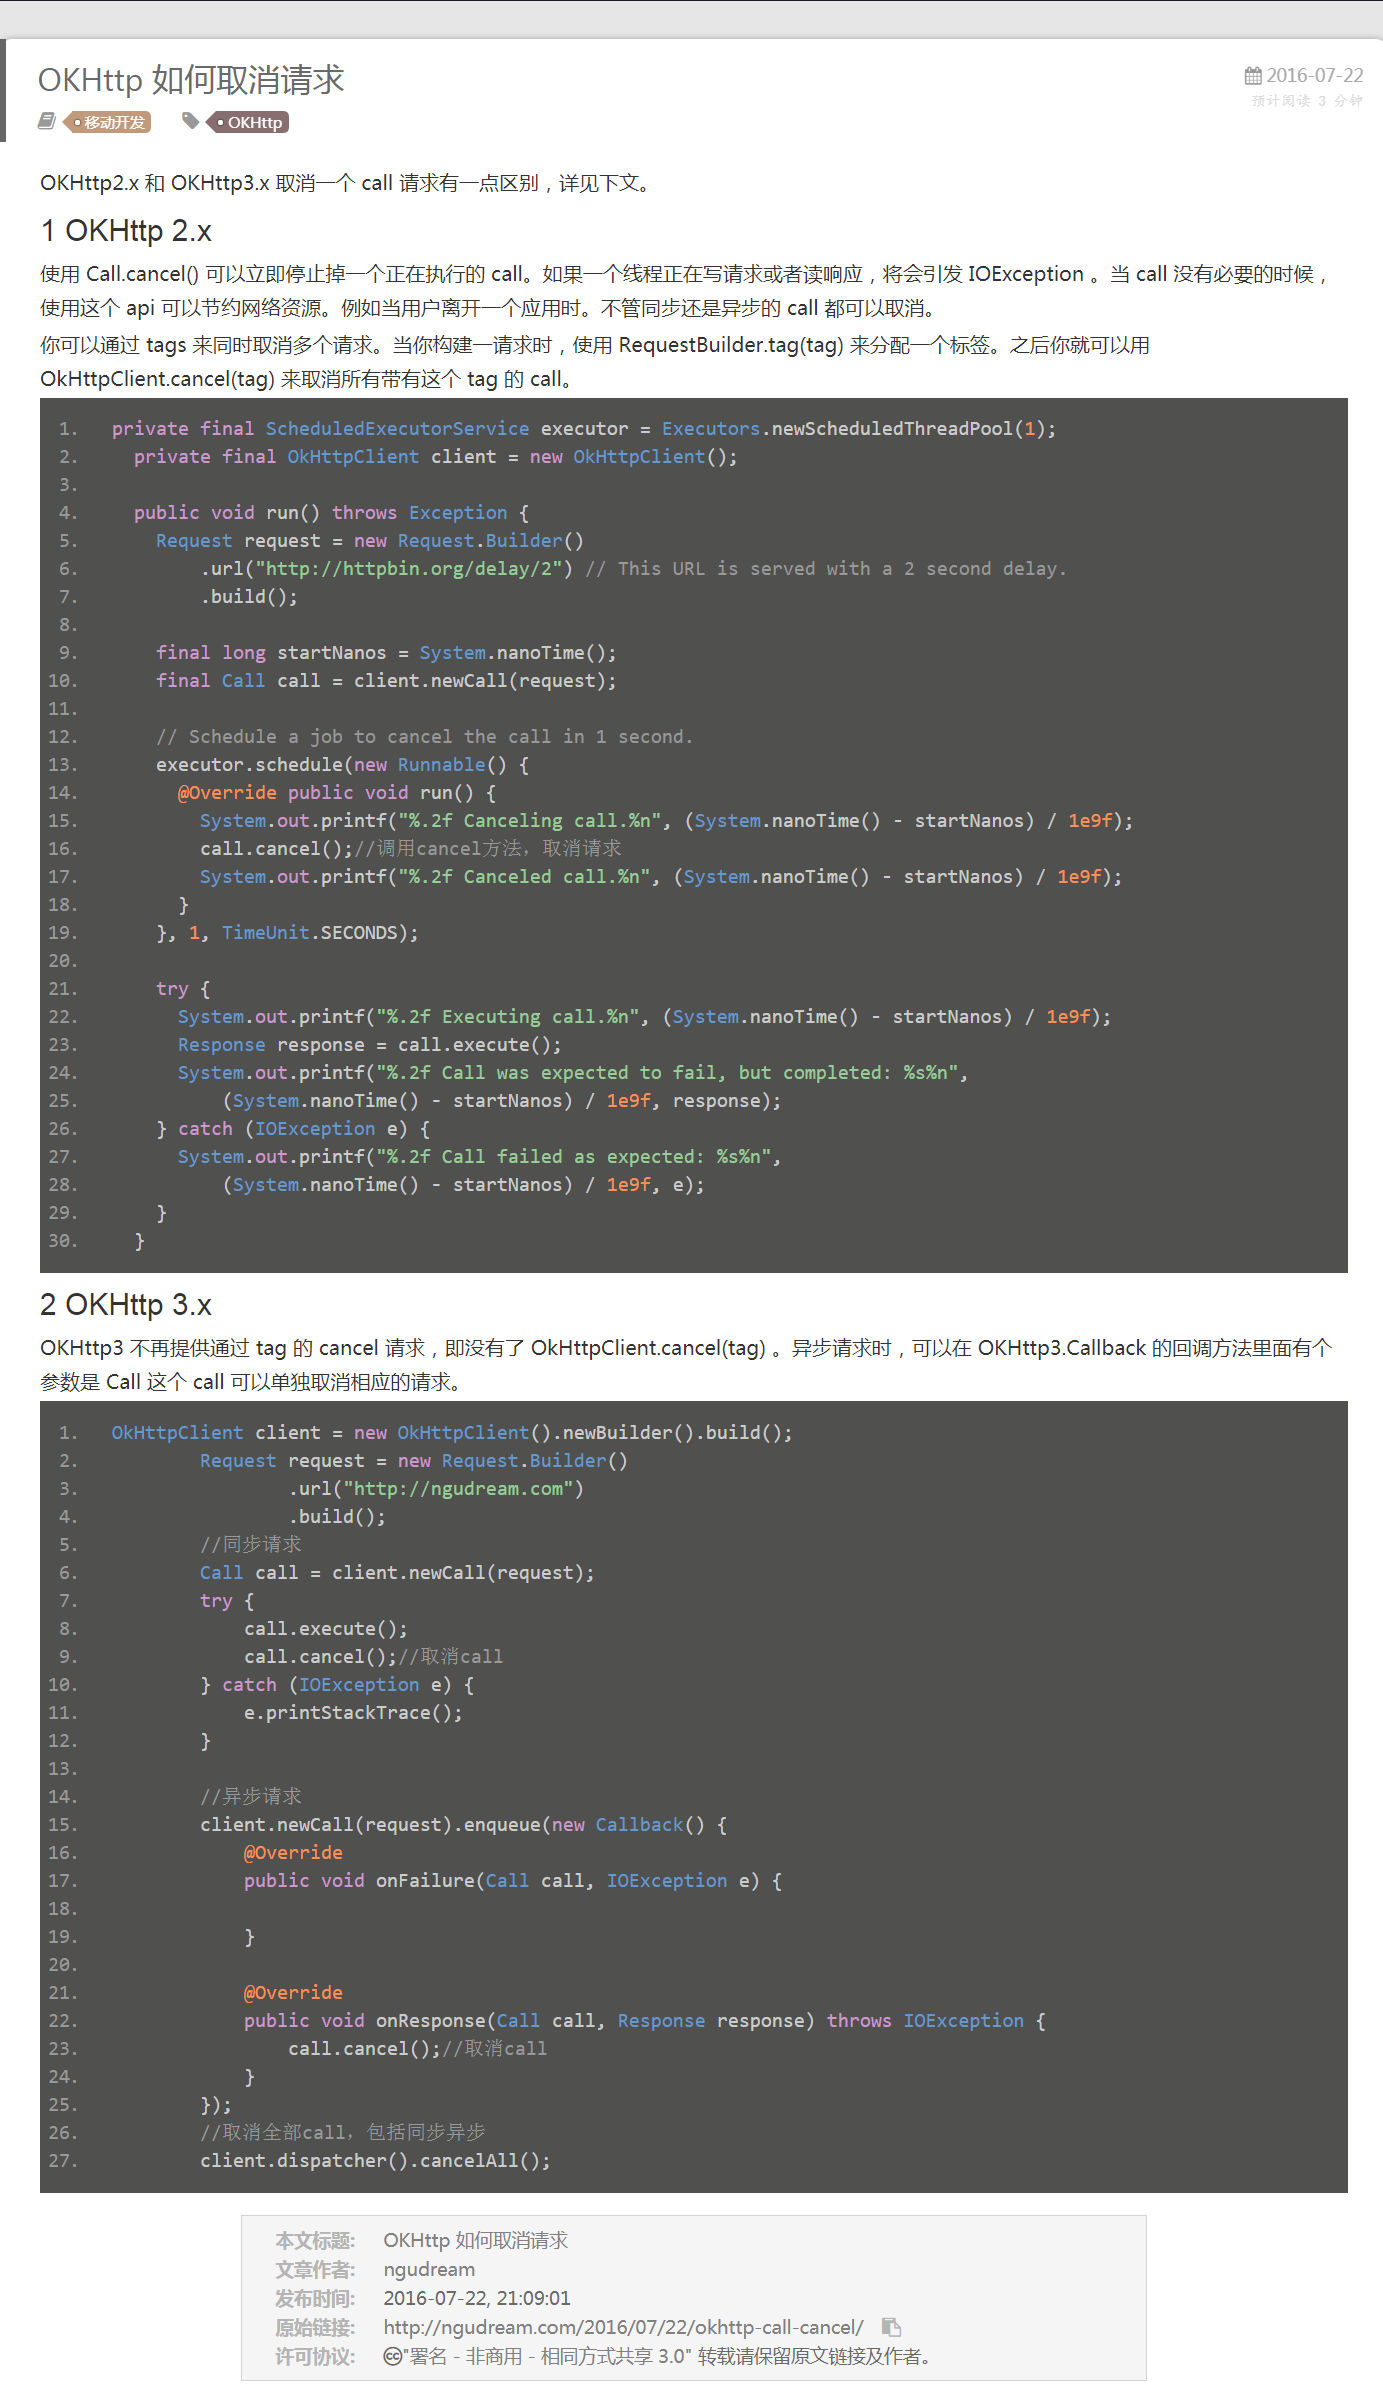 OKHttp 如何取消请求
2016-07-22
预计阅读 3 分钟
移动开发 OKHttp
OKHttp2.x 和 OKHttp3.x 取消一个 call 请求有一点区别，详见下文。
1 OKHttp 2.x
使用 Call.cancel() 可以立即停止掉一个正在执行的 call。如果一个线程正在写请求或者读响应，将会引发 IOException 。当 call 没有必要的时候，
使用这个 api 可以节约网络资源。例如当用户离开一个应用时。不管同步还是异步的 call 都可以取消。
你可以通过 tags 来同时取消多个请求。当你构建一请求时，使用 RequestBuilder.tag(tag) 来分配一个标签。之后你就可以用
OkHttpClient.cancel(tag) 来取消所有带有这个 tag 的 call。
1. private final ScheduledExecutorService executor = Executors.newScheduledThreadPool(1);
2. private final OkHttpClient client = new OkHttpClient();
3.
4. public void run() throws Exception {
5. Request request = new Request.Builder()
6. .url("http://httpbin.org/delay/2") // This URL is served with a 2 second delay.
7. .build();
8.
9. final long startNanos = System.nanoTime();
10. final Call call = client.newCall(request);
11.
12. // Schedule a job to cancel the call in 1 second.
13. executor.schedule(new Runnable() {
14. @Override public void run() {
15. System.out.printf("%.2f Canceling call.%n", (System.nanoTime() - startNanos) / 1e9f);
16. call.cancel();//调用cancel方法，取消请求
17. System.out.printf("%.2f Canceled call.%n", (System.nanoTime() - startNanos) / 1e9f);
18. }
19. }, 1, TimeUnit.SECONDS);
20.
21. try {
22. System.out.printf("%.2f Executing call.%n", (System.nanoTime() - startNanos) / 1e9f);
23. Response response = call.execute();
24. System.out.printf("%.2f Call was expected to fail, but completed: %s%n",
25. (System.nanoTime() - startNanos) / 1e9f, response);
26. } catch (IOException e) {
27. System.out.printf("%.2f Call failed as expected: %s%n",
28. (System.nanoTime() - startNanos) / 1e9f, e);
29. }
30. }
2 OKHttp 3.x
OKHttp3 不再提供通过 tag 的 cancel 请求，即没有了 OkHttpClient.cancel(tag) 。异步请求时，可以在 OKHttp3.Callback 的回调方法里面有个
参数是 Call 这个 call 可以单独取消相应的请求。
1. OkHttpClient client = new OkHttpClient().newBuilder().build();
2. Request request = new Request.Builder()
3. .url("http://ngudream.com")
4. .build();
5. //同步请求
6. Call call = client.newCall(request);
7. try {
8. call.execute();
9. call.cancel();//取消call
10. } catch (IOException e) {
11. e.printStackTrace();
12. }
13.
14. //异步请求
15. client.newCall(request).enqueue(new Callback() {
16. @Override
17. public void onFailure(Call call, IOException e) {
18.
19. }
20.
21. @Override
22. public void onResponse(Call call, Response response) throws IOException {
23. call.cancel();//取消call
24. }
25. });
26. //取消全部call，包括同步异步
27. client.dispatcher().cancelAll();
本文标题: OKHttp 如何取消请求
文章作者: ngudream
发布时间: 2016-07-22, 21:09:01
原始链接: http://ngudream.com/2016/07/22/okhttp-call-cancel/
许可协议: "署名 - 非商用 - 相同方式共享 3.0" 转载请保留原文链接及作者。